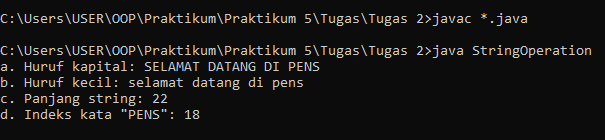 C:\Users\USER\OOP\Praktikum\Praktikum 5\Tugas\Tugas 2>javac *.java
C:\Users\USER\OOP\Praktikum\Praktikum 5\Tugas\Tugas 2>java StringOperation
a. Huruf kapital: SELAMAT DATANG DI PENS
b. Huruf kecil: selamat datang di pens
c. Panjang string: 22
d. Indeks kata "PENS": 18